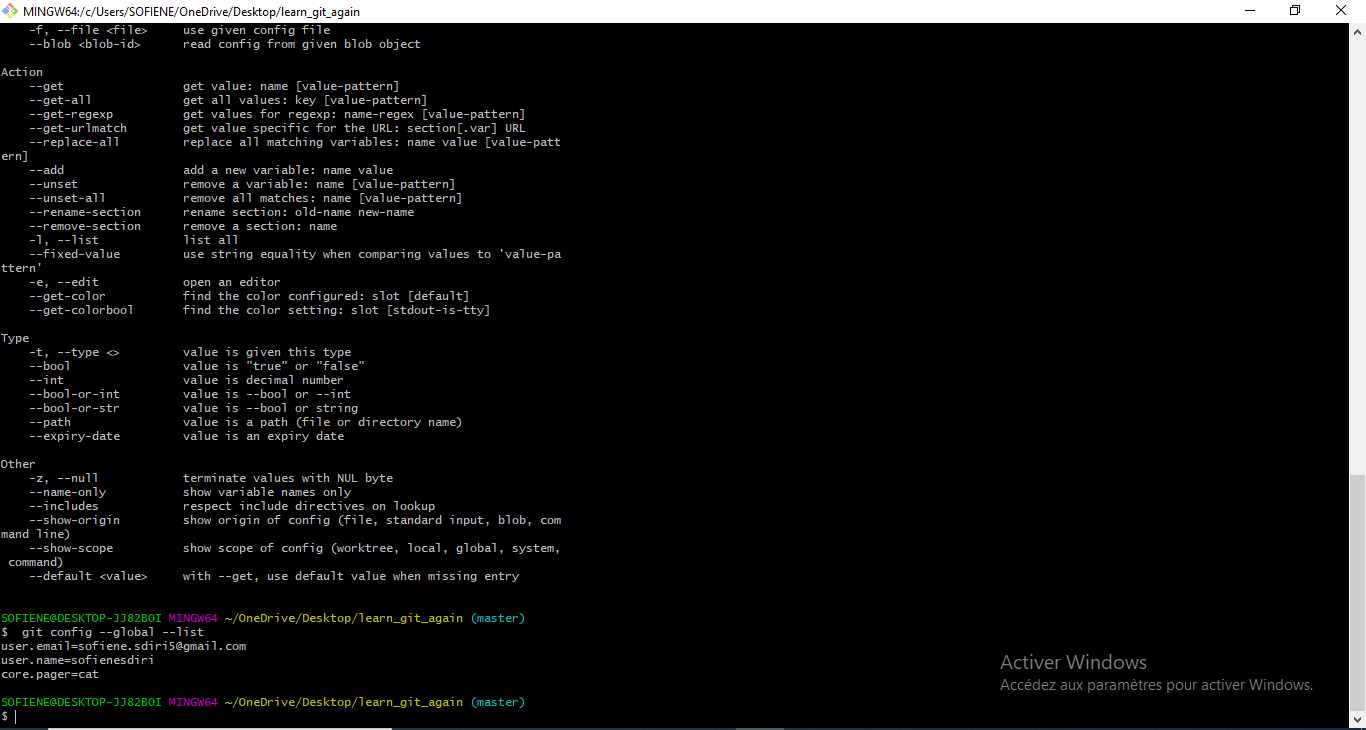 MINGW64:/c/Users/SOFIENE/OneDrive/Desktop/learn_git_again
    -f, --file <file>     use given config file
    --blob <blob-id>      read config from given blob object
Action
    --get                 get value: name [value-pattern]
    --get-all             get all values: key [value-pattern]
    --get-regexp          get values for regexp: name-regex [value-pattern]
    --get-urlmatch        get value specific for the URL: section[.var] URL
    --replace-all         replace all matching variables: name value [value-patt
ern]
    --add                 add a new variable: name value
    --unset               remove a variable: name [value-pattern]
    --unset-all           remove all matches: name [value-pattern]
    --rename-section      rename section: old-name new-name
    --remove-section      remove a section: name
    -l, --list            list all
    --fixed-value         use string equality when comparing values to 'value-pa
ttern'
    -e, --edit            open an editor
    --get-color           find the color configured: slot [default]
    --get-colorbool       find the color setting: slot [stdout-is-tty]
Type
    -t, --type <>         value is given this type
    --bool                value is "true" or "false"
    --int                 value is decimal number
    --bool-or-int         value is --bool or --int
    --bool-or-str         value is --bool or string
    --path                value is a path (file or directory name)
    --expiry-date         value is an expiry date
Other
    -z, --null            terminate values with NUL byte
    --name-only           show variable names only
    --includes            respect include directives on lookup
    --show-origin         show origin of config (file, standard input, blob, com
mand line)
    --show-scope          show scope of config (worktree, local, global, system,
 command)
    --default <value>     with --get, use default value when missing entry
SOFIENE@DESKTOP-JJ82BOI MINGW64 ~/OneDrive/Desktop/learn_git_again (master)
$  git config --global --list
user.email=sofiene.sdiri5@gmail.com
user.name=sofienesdiri
core.pager=cat
SOFIENE@DESKTOP-JJ82BOI MINGW64 ~/OneDrive/Desktop/learn_git_again (master)
$
Activer Windows
Accédez aux paramètres pour activer Windows.